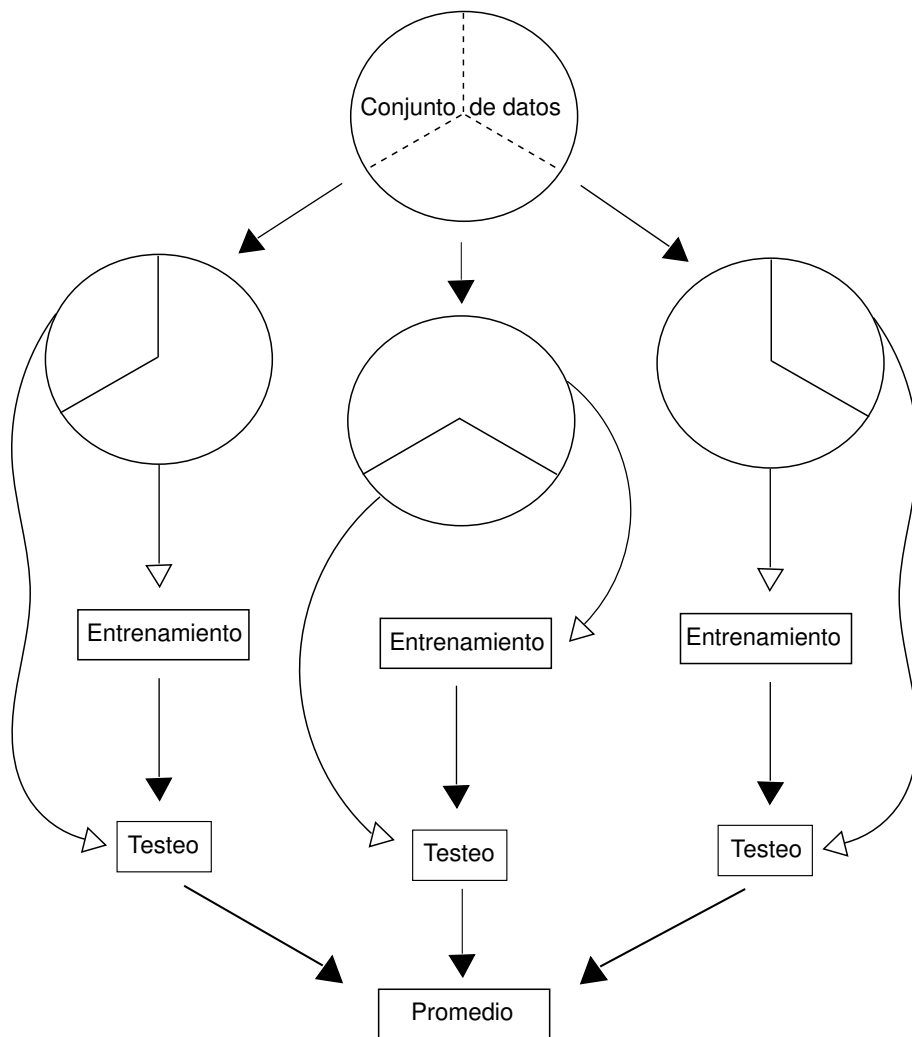 Conjunto de datos
Entrenamiento
Entrenamiento
Entrenamiento
Testeo
Testeo
Testeo
Promedio